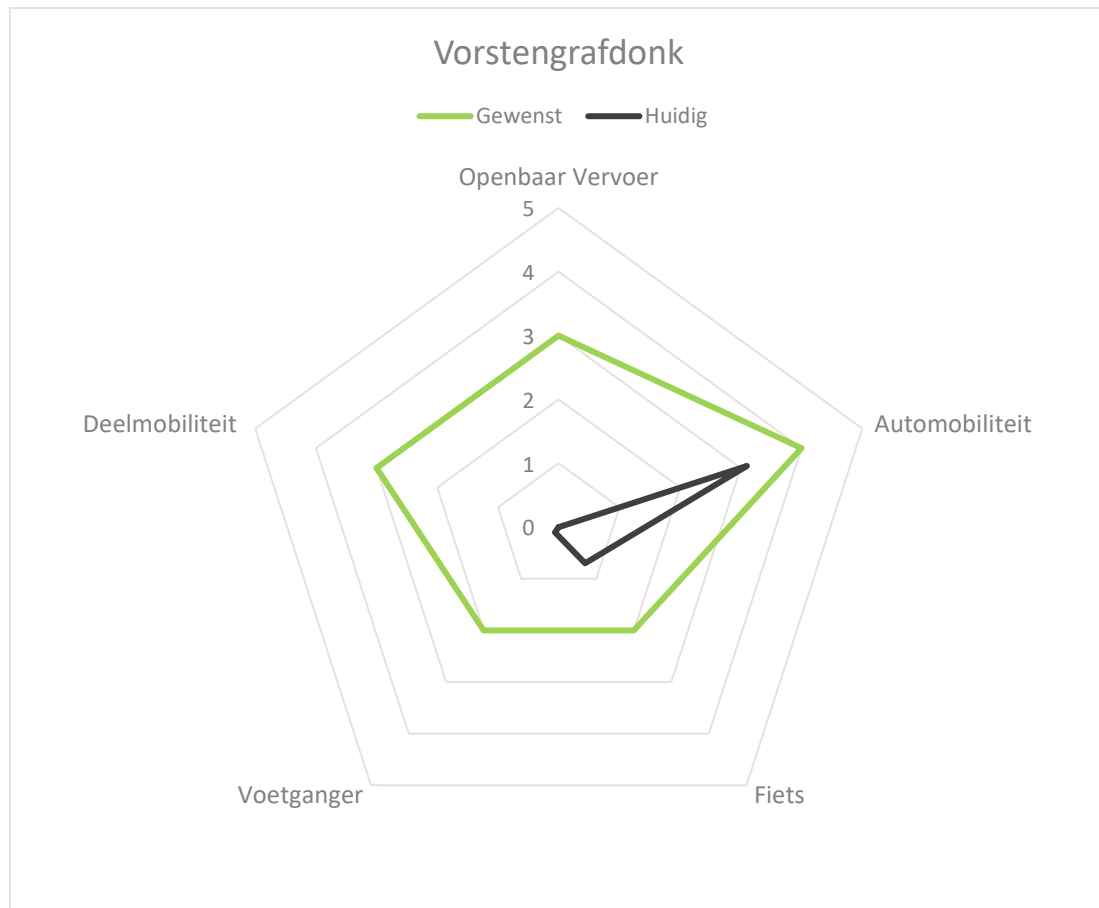 Vorstengrafdonk
Gewenst Huidig
Openbaar Vervoer
5
4
3
2
1
0
Deelmobiliteit
Automobiliteit
Voetganger
Fiets